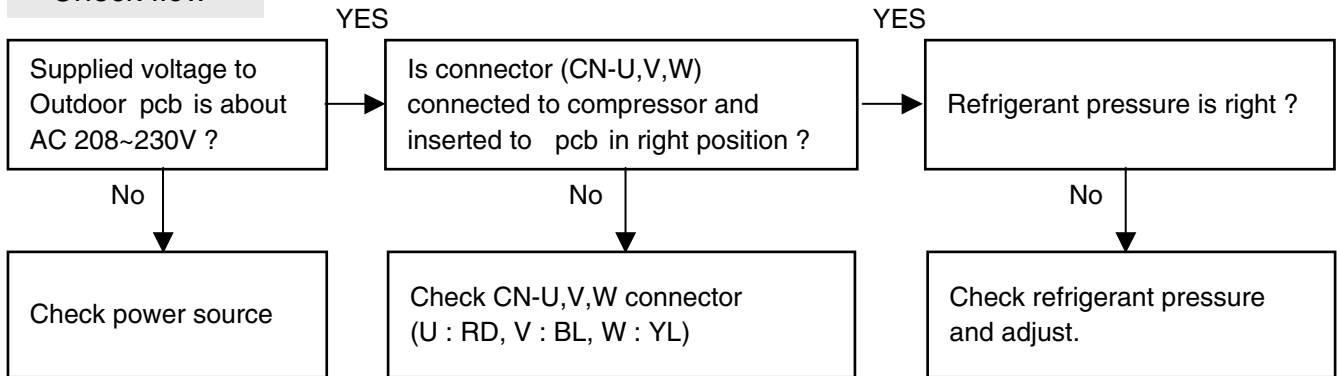 YES
YES
Supplied voltage to
Outdoor pcb is about
AC 208~230V ?
Is connector (CN-U,V,W)
connected to compressor and
inserted to pcb in right position ?
Refrigerant pressure is right ?
No
No
No
Check power source
Check CN-U,V,W connector
(U : RD, V : BL, W : YL)
Check refrigerant pressure
and adjust.